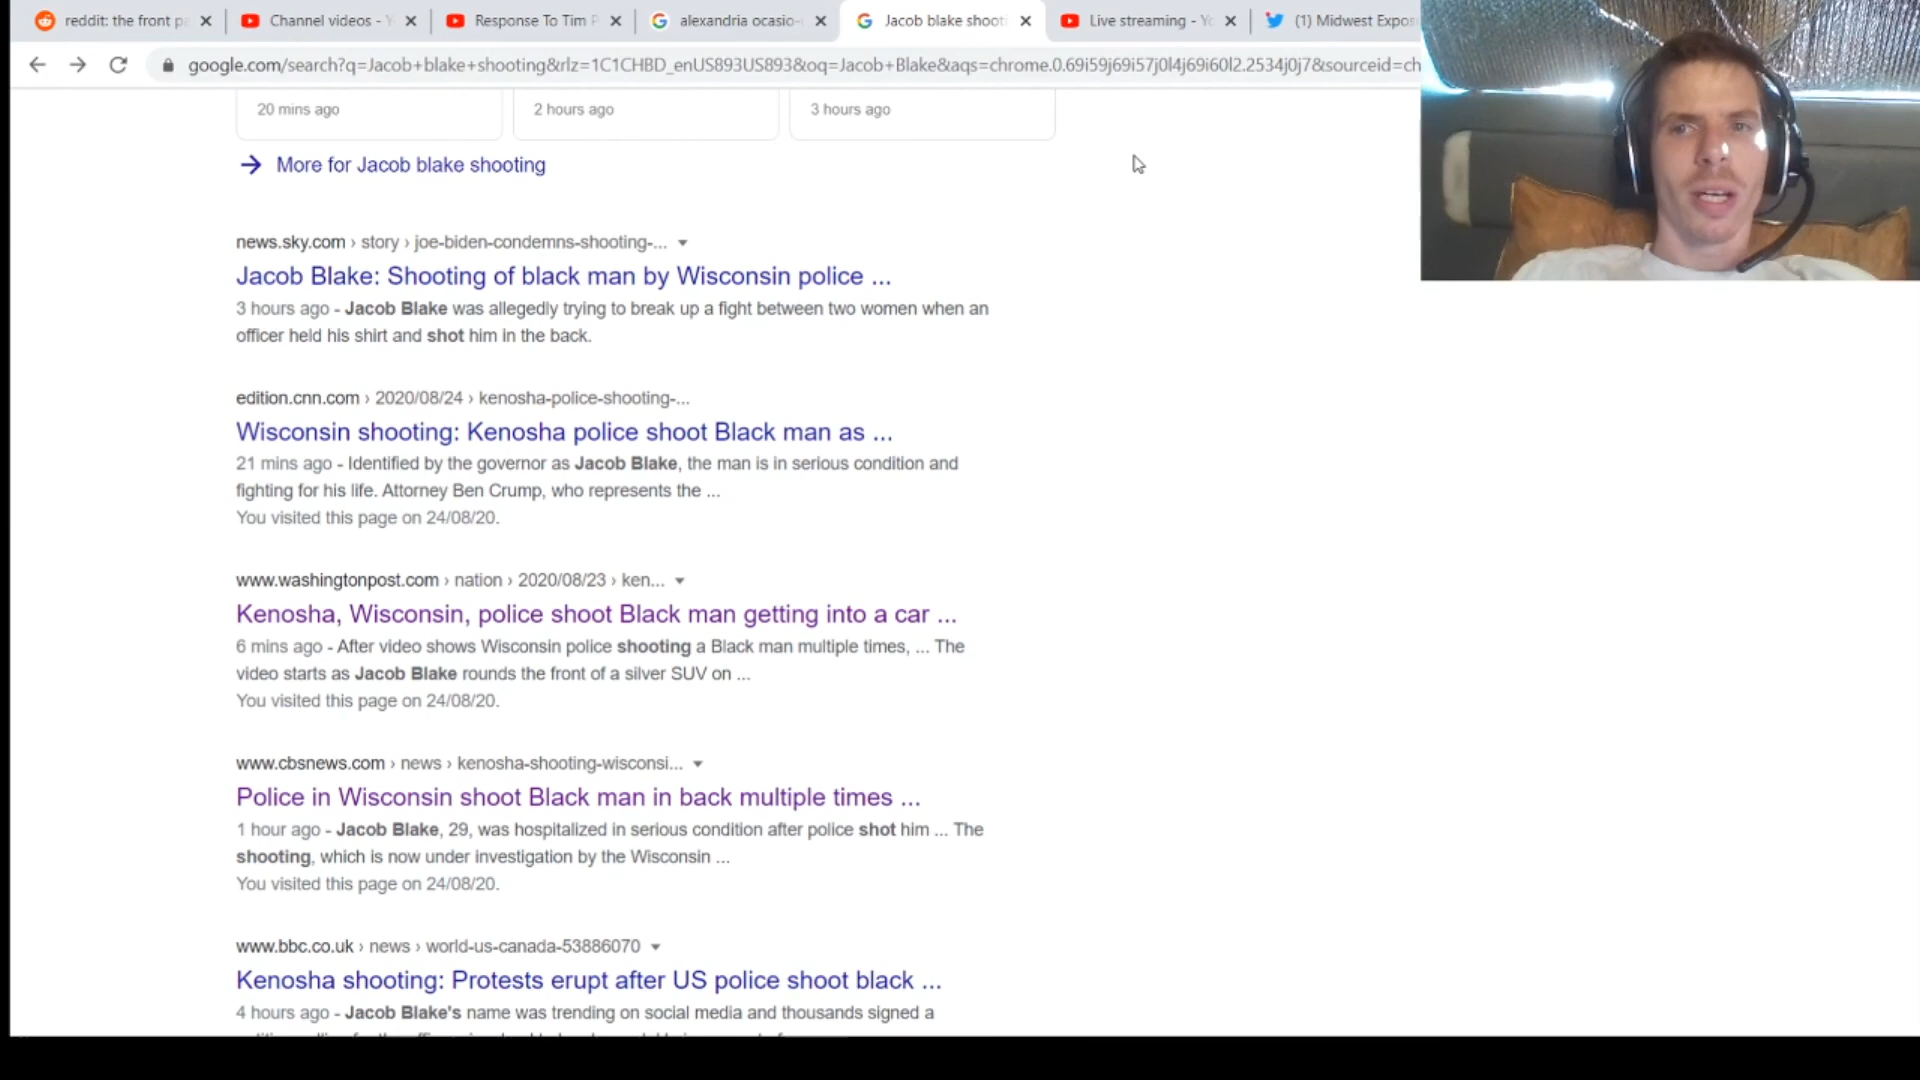 reddit: the front pa
Channel videos - Y
Response To Tim P
alexandria ocasio-
Jacob blake shoot
Live streaming - Yo
(1) Midwest Expos
google.com/search?q=Jacob+blake+shooting&rlz=1C1CHBD_enUS893US893&oq=Jacob+Blake&aqs=chrome.0.69i59j69i57j0l4j69i60l2.2534j0j7&sourceid=ch
20 mins ago
2 hours ago
3 hours ago
More for Jacob blake shooting
news.sky.com › story › joe-biden-condemns-shooting-...
Jacob Blake: Shooting of black man by Wisconsin police ...
3 hours ago - Jacob Blake was allegedly trying to break up a fight between two women when an
officer held his shirt and shot him in the back.
edition.cnn.com › 2020/08/24 › kenosha-police-shooting-...
Wisconsin shooting: Kenosha police shoot Black man as ...
21 mins ago - Identified by the governor as Jacob Blake, the man is in serious condition and
fighting for his life. Attorney Ben Crump, who represents the ...
You visited this page on 24/08/20.
www.washingtonpost.com › nation › 2020/08/23 › ken...
Kenosha, Wisconsin, police shoot Black man getting into a car ...
6 mins ago - After video shows Wisconsin police shooting a Black man multiple times, ... The
video starts as Jacob Blake rounds the front of a silver SUV on ...
You visited this page on 24/08/20.
www.cbsnews.com › news › kenosha-shooting-wisconsi...
Police in Wisconsin shoot Black man in back multiple times ...
1 hour ago - Jacob Blake, 29, was hospitalized in serious condition after police shot him ... The
shooting, which is now under investigation by the Wisconsin ...
You visited this page on 24/08/20.
www.bbc.co.uk › news › world-us-canada-53886070
Kenosha shooting: Protests erupt after US police shoot black ...
4 hours ago - Jacob Blake's name was trending on social media and thousands signed a